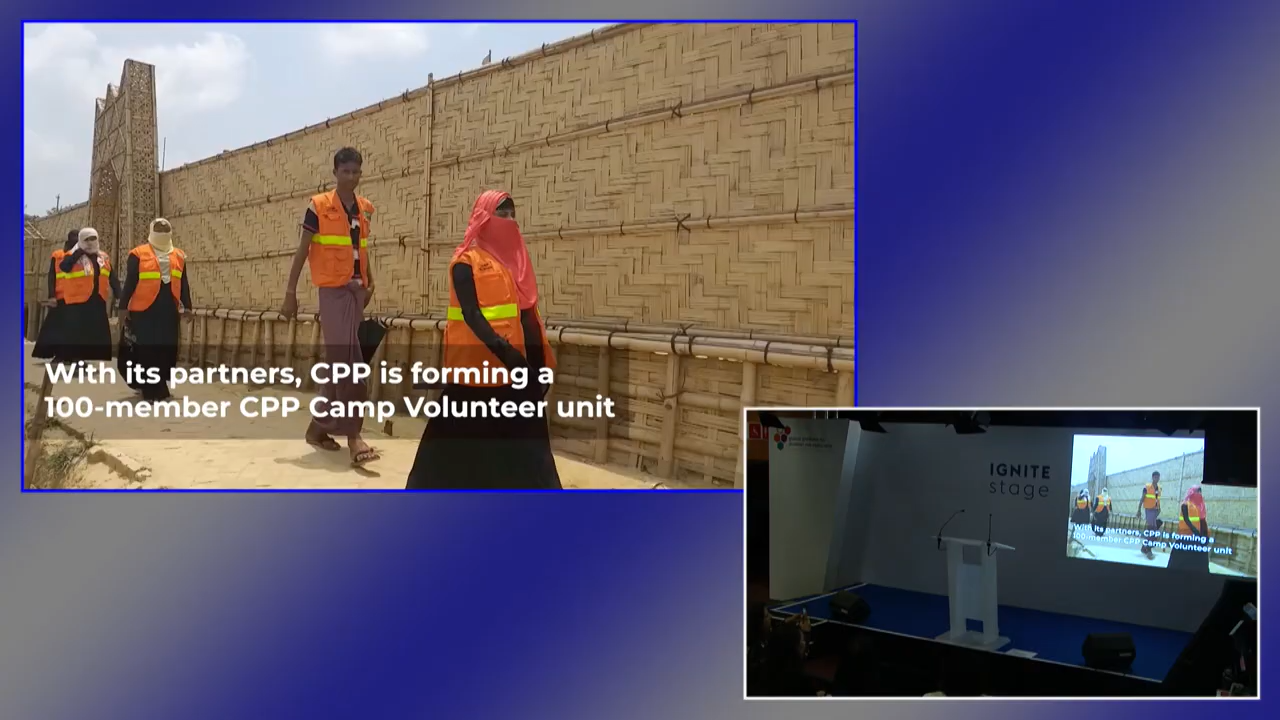 With its partners, CPP is forming a
100-member CPP Camp Volunteer unit
IGNITE
stage
With its partners, CPP is forming a
100-member CPP Camp Volunteer unit